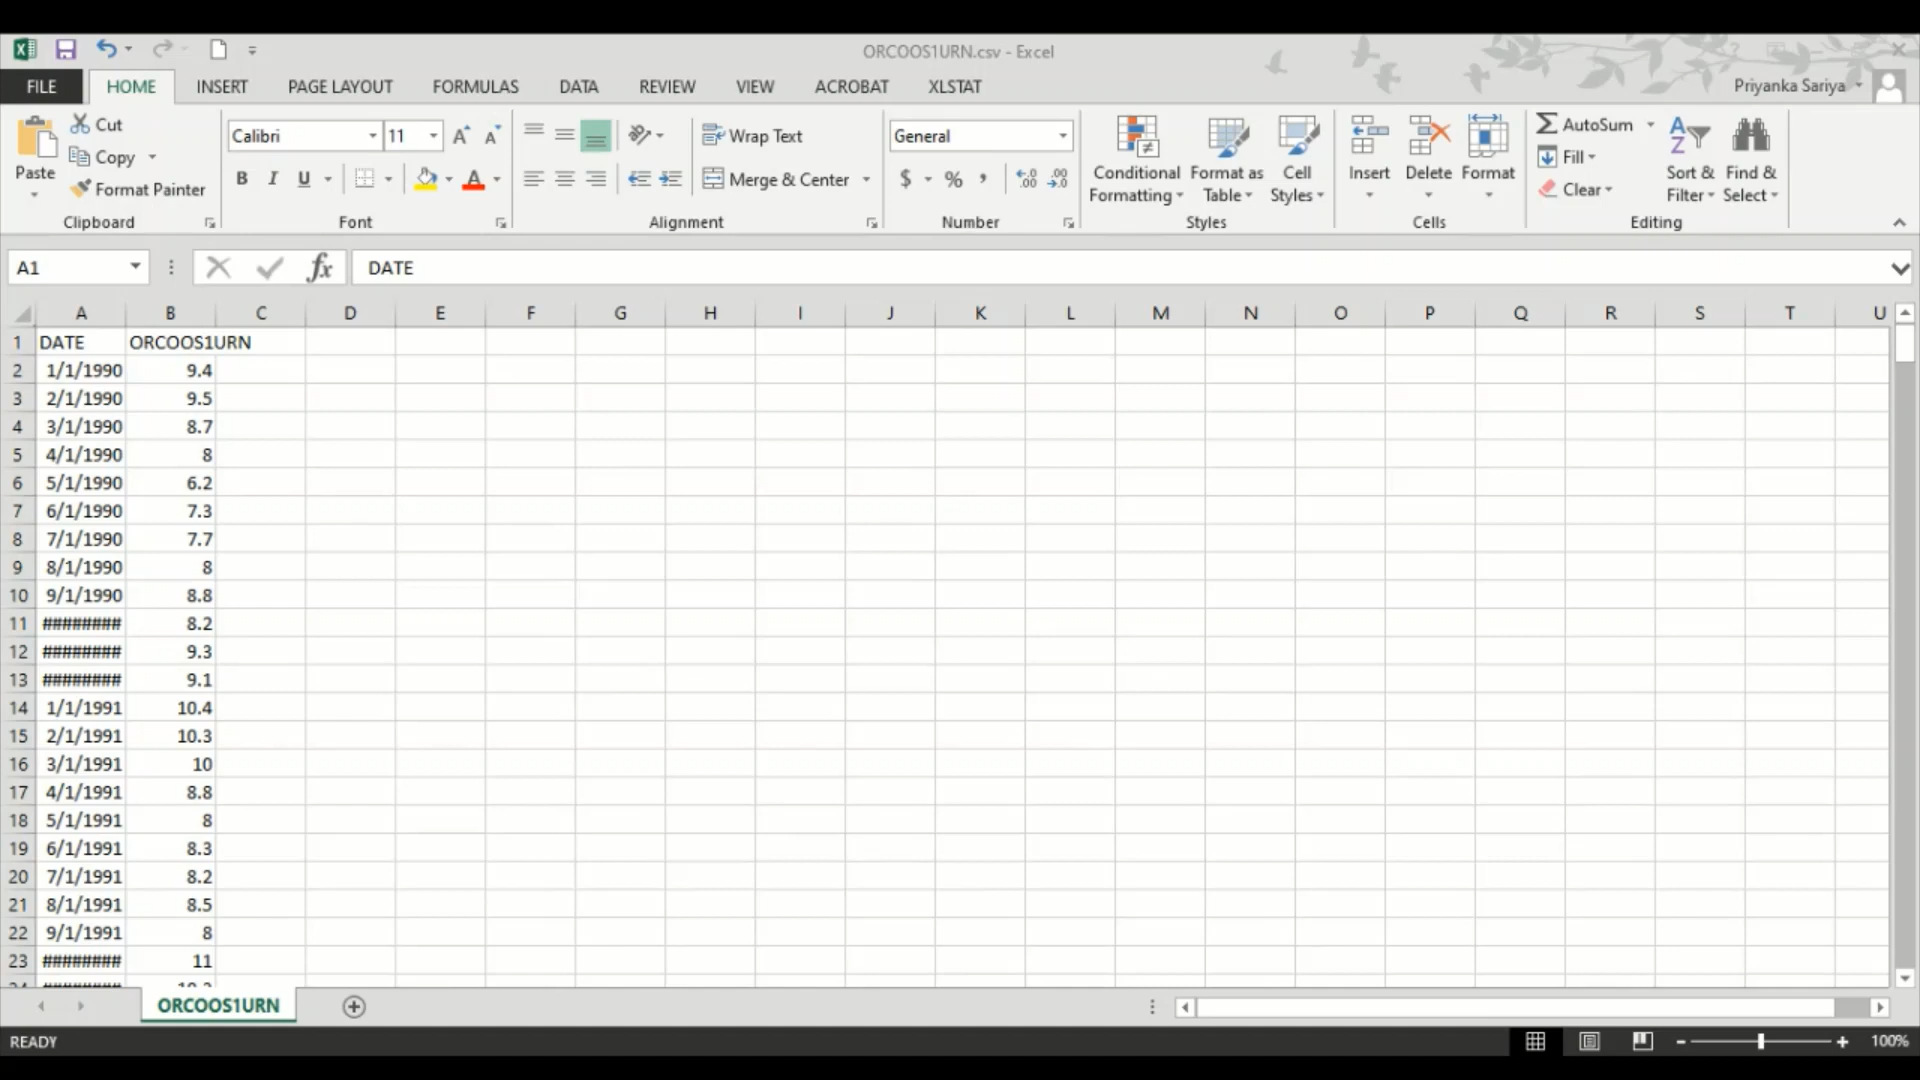 ORCOOS1URN.csv - Excel
FILE HOME INSERT PAGE LAYOUT FORMULAS DATA REVIEW VIEW ACROBAT XLSTAT Priyanka Sariya
Cut
Copy
Format Painter
Paste
Clipboard
Calibri 11
B I U
Font
Wrap Text
Merge & Center
Alignment
General
$ % ,
Number
Conditional Formatting
Format as Table
Cell Styles
Styles
Insert Delete Format
Cells
AutoSum
Fill
Clear
Sort & Filter
Find & Select
Editing
A1 fx DATE
A B C D E F G H I J K L M N O P Q R S T U
1 DATE ORCOOS1URN
2 1/1/1990 9.4
3 2/1/1990 9.5
4 3/1/1990 8.7
5 4/1/1990 8
6 5/1/1990 6.2
7 6/1/1990 7.3
8 7/1/1990 7.7
9 8/1/1990 8
10 9/1/1990 8.8
11 ######## 8.2
12 ######## 9.3
13 ######## 9.1
14 1/1/1991 10.4
15 2/1/1991 10.3
16 3/1/1991 10
17 4/1/1991 8.8
18 5/1/1991 8
19 6/1/1991 8.3
20 7/1/1991 8.2
21 8/1/1991 8.5
22 9/1/1991 8
23 ######## 11
ORCOOS1URN
READY 100%